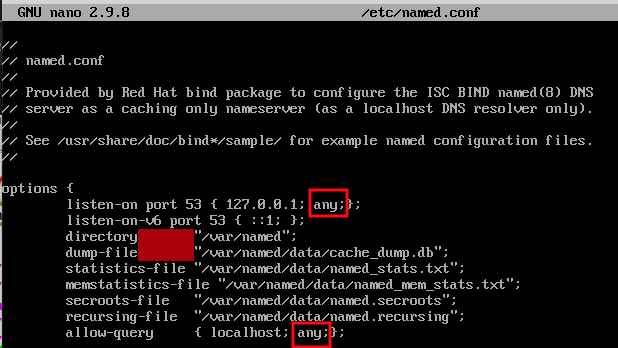 GNU nano 2.9.8 /etc/named.conf
//
// named.conf
//
// Provided by Red Hat bind package to configure the ISC BIND named(8) DNS
// server as a caching only nameserver (as a localhost DNS resolver only).
//
// See /usr/share/doc/bind*/sample/ for example named configuration files.
//
options {
listen-on port 53 { 127.0.0.1; any;};
listen-on-v6 port 53 { ::1; };
directory "/var/named";
dump-file "/var/named/data/cache_dump.db";
statistics-file "/var/named/data/named_stats.txt";
memstatistics-file "/var/named/data/named_mem_stats.txt";
secroots-file "/var/named/data/named.secroots";
recursing-file "/var/named/data/named.recursing";
allow-query { localhost; any;};